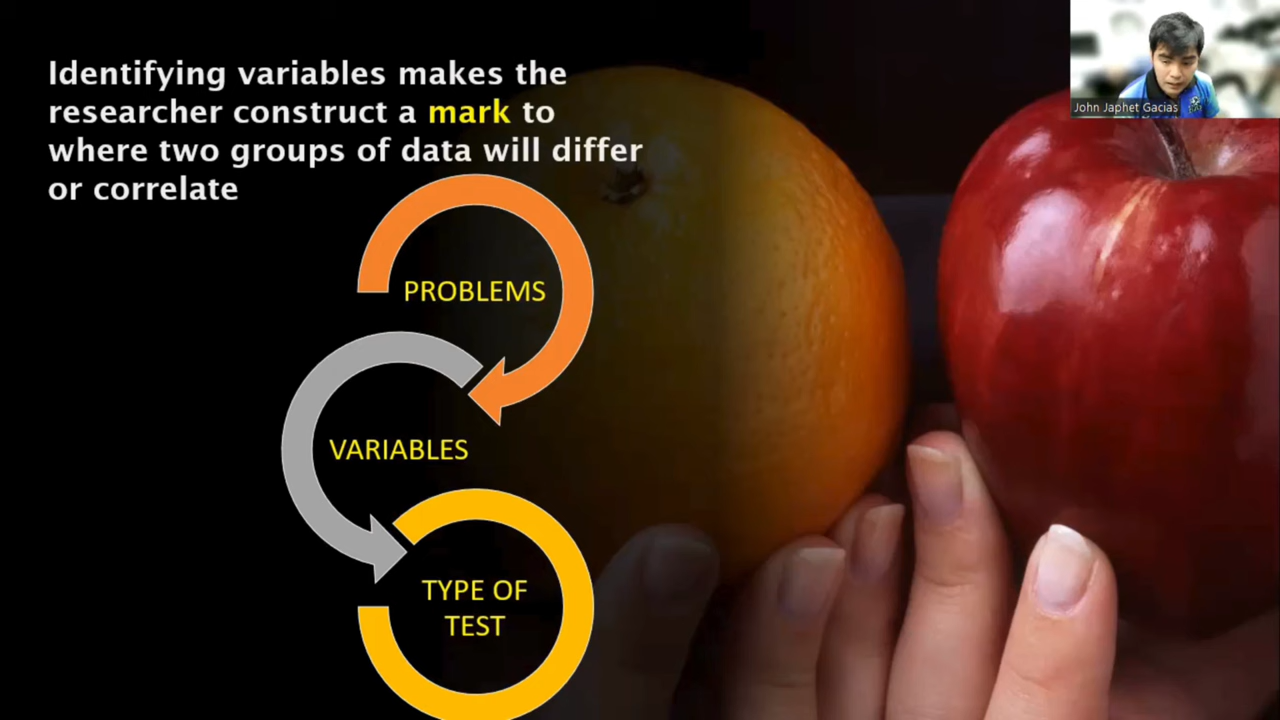 Identifying variables makes the
researcher construct a mark to
where two groups of data will differ
or correlate
John Japhet Gacias
PROBLEMS
VARIABLES
TYPE OF
TEST